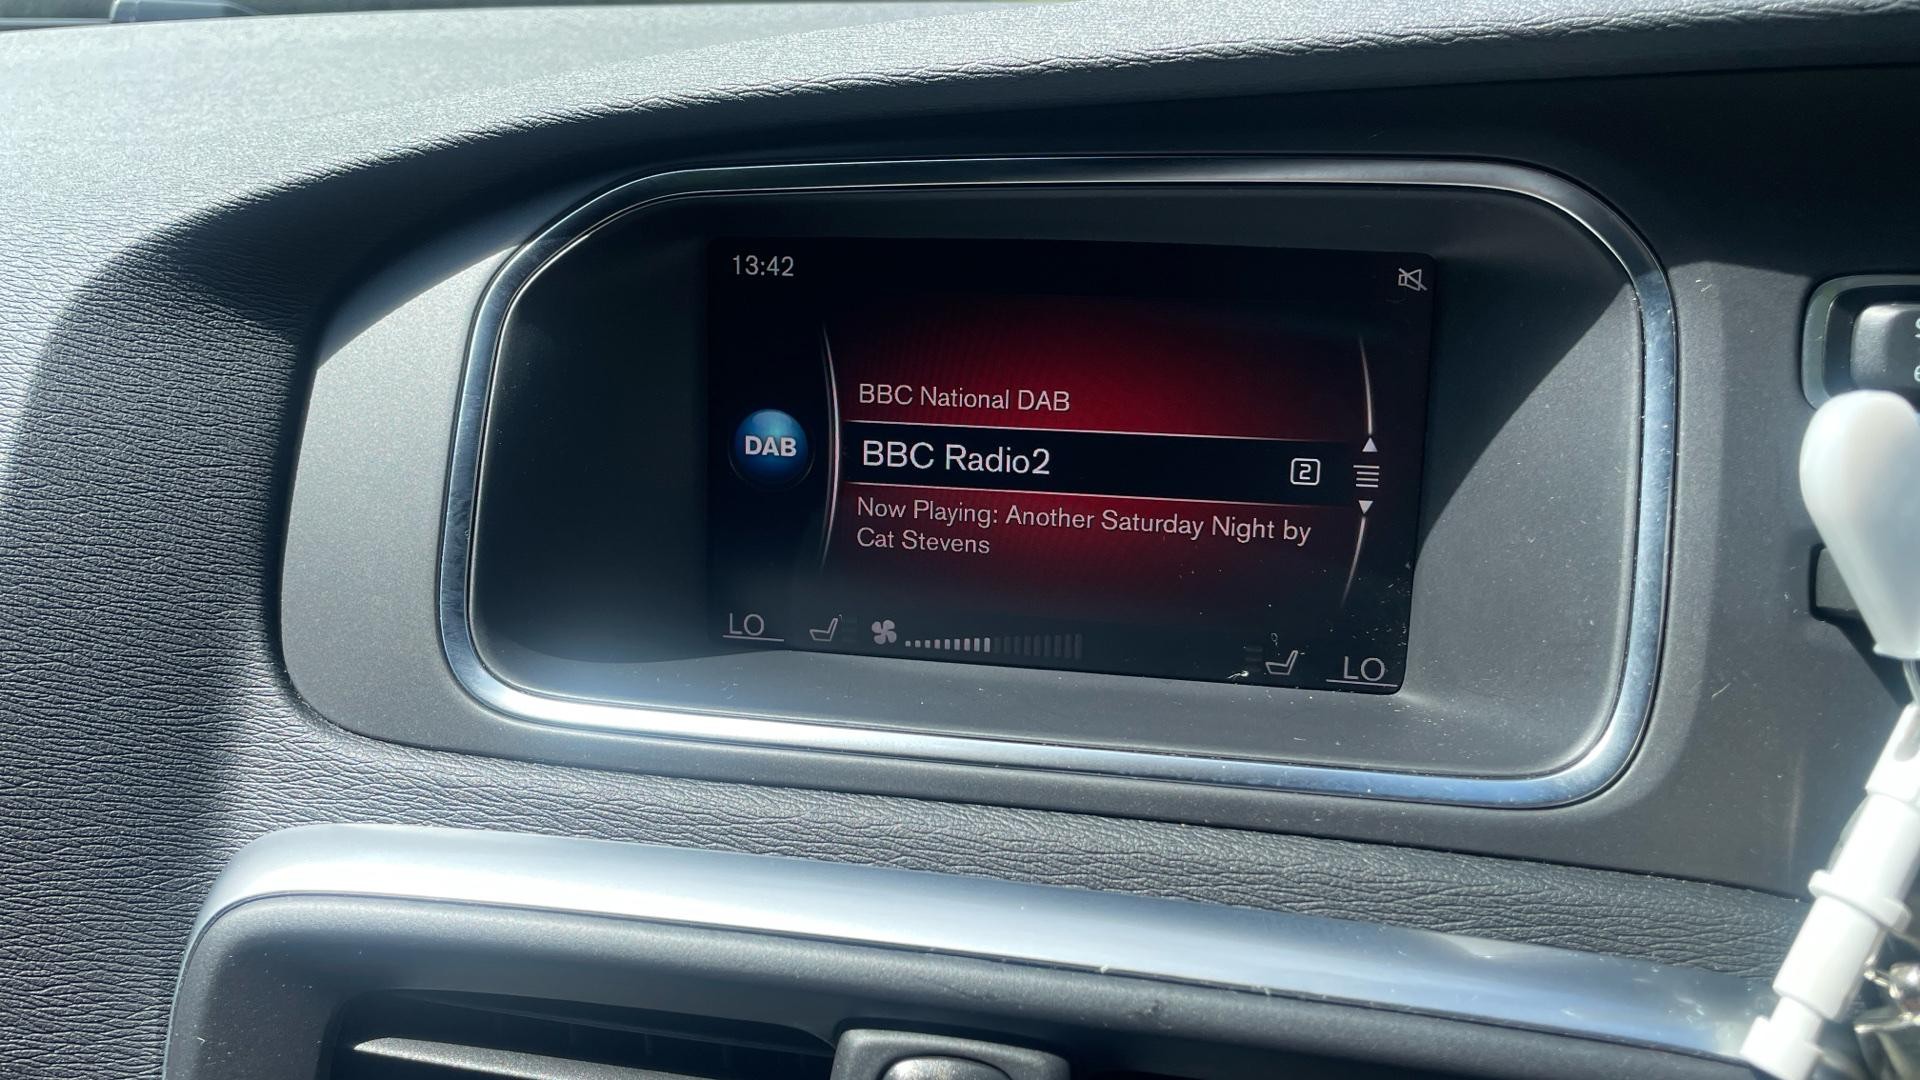 13:42
BBC National DAB
DAB
BBC Radio2
2
Now Playing: Another Saturday Night by
Cat Stevens
LO
LO